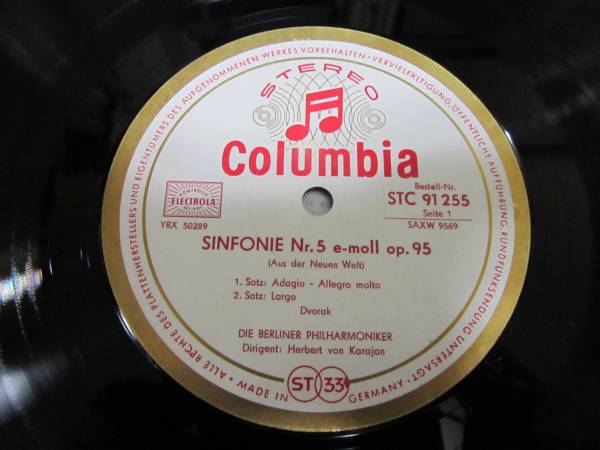 ALLE RECHTE DES PLATTENHERSTELLERS UND EIGENTÜMERS DES AUFGENOMMENEN WERKES VORBEHALTEN • VERVIELFÄLTIGUNG, ÖFFENTLICHE AUFFÜHRUNG, RUNDFUNKSENDUNG UNTERSAGT •
STEREO
Columbia
Bestell-Nr.
STC 91 255
Seite 1
SAXW 9569
ELECTROLA
YRX 50289
SINFONIE Nr. 5 e-moll op. 95
(Aus der Neuen Welt)
1. Satz: Adagio - Allegro molto
2. Satz: Largo
Dvorak
DIE BERLINER PHILHARMONIKER
Dirigent: Herbert von Karajan
MADE IN GERMANY
ST 33